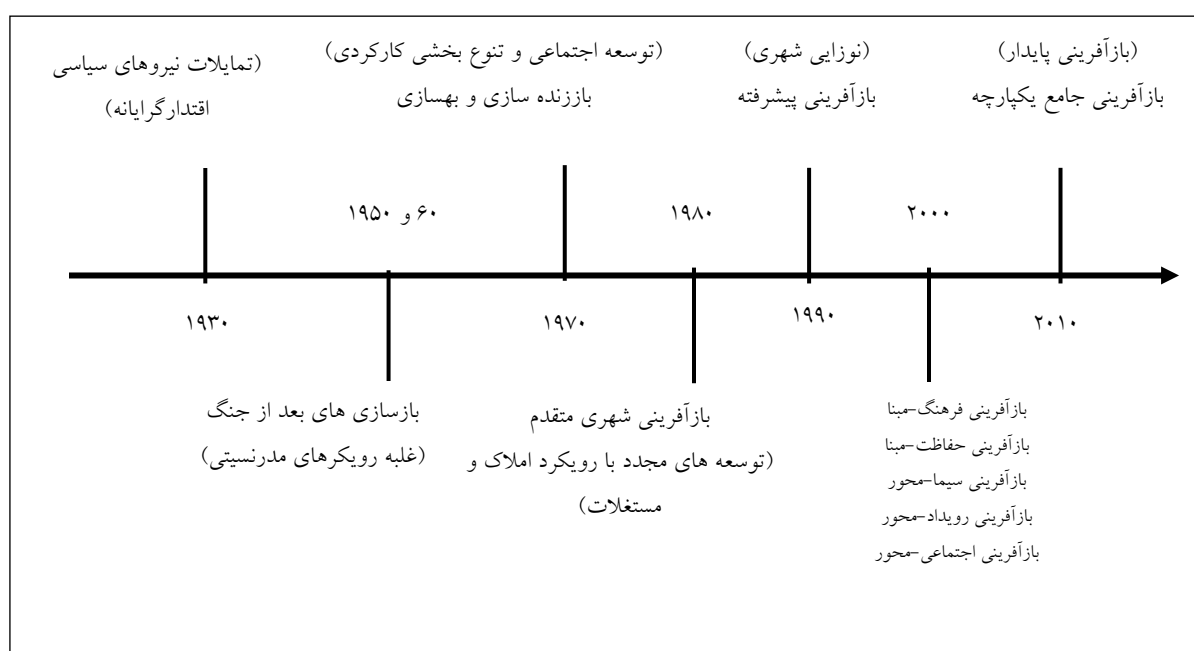 (بازآفرینی پایدار)
بازآفرینی جامع یکپارچه
(نوزایی شهری)
بازآفرینی پیشرفته
(توسعه اجتماعی و تنوع بخشی کارکردی)
باززنده سازی و بهسازی
(تمایلات نیروهای سیاسی
اقتدارگرایانه)
۱۹۵۰ و ۶۰
۱۹۸۰
۲۰۰۰
۱۹۳۰
۱۹۷۰
۱۹۹۰
۲۰۱۰
بازسازی های بعد از جنگ
(غلبه رویکرهای مدرنسیتی)
بازآفرینی شهری متقدم
(توسعه های مجدد با رویکرد املاک و
مستغلات)
بازآفرینی فرهنگ-مبنا
بازآفرینی حفاظت-مبنا
بازآفرینی سیما-محور
بازآفرینی رویداد-محور
بازآفرینی اجتماعی-محور